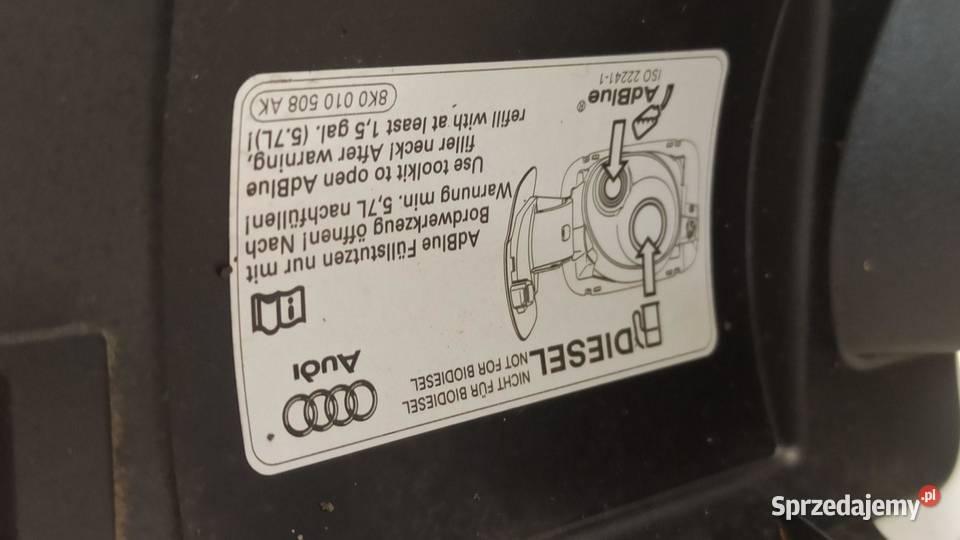 DIESEL
NICHT FÜR BIODIESEL
NOT FOR BIODIESEL
Audi
AdBlue®
ISO 22241-1
AdBlue Füllstutzen nur mit
Bordwerkzeug öffnen! Nach
Warnung min. 5,7L nachfüllen!
Use toolkit to open AdBlue
filler neck! After warning,
refill with at least 1,5 gal. (5.7L)!
8K0 010 508 AK
Sprzedajemy.pl